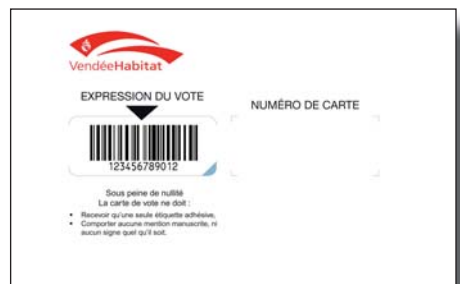 VendéeHabitat
EXPRESSION DU VOTE
NUMÉRO DE CARTE
123456789012
Sous peine de nullité
La carte de vote ne doit :
• Recevoir qu'une seule étiquette adhésive,
• Comporter aucune mention manuscrite, ni
aucun signe quel qu'il soit.